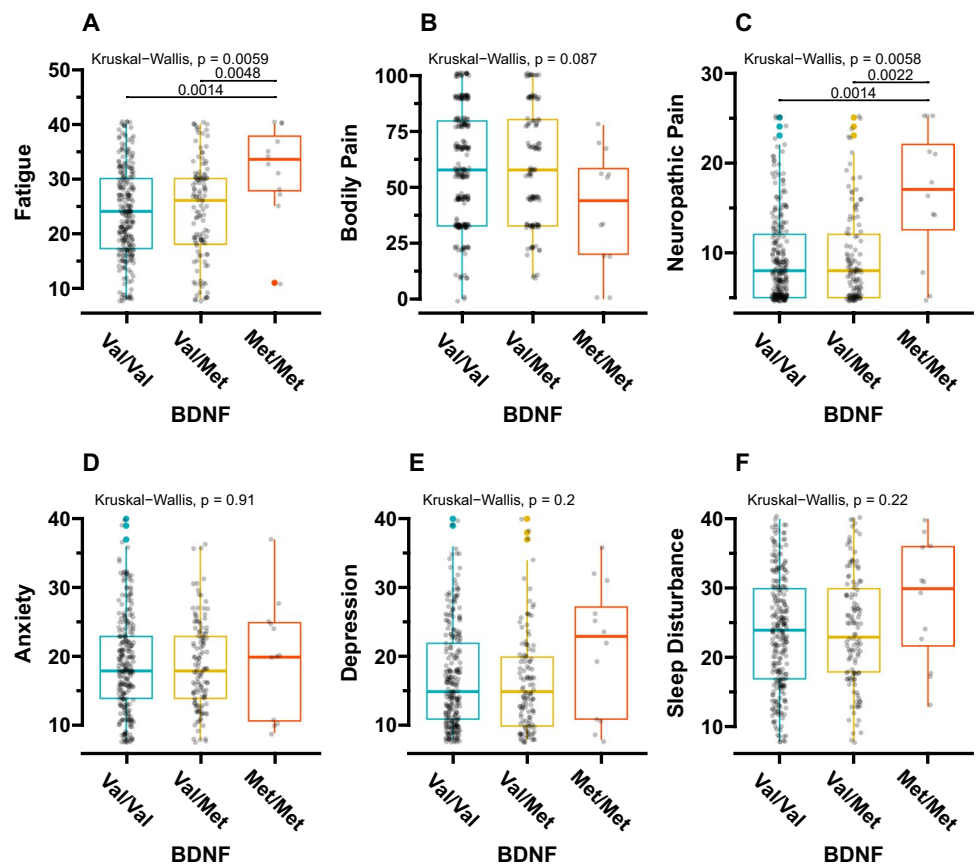 A
Kruskal−Wallis, p = 0.0059
0.0048
0.0014
50
40
30
20
10
Fatigue
Val/Val
Val/Met
Met/Met
BDNF
B
Kruskal−Wallis, p = 0.087
100
75
50
25
0
Bodily Pain
Val/Val
Val/Met
Met/Met
BDNF
C
Kruskal−Wallis, p = 0.0058
0.0022
0.0014
30
20
10
Neuropathic Pain
Val/Val
Val/Met
Met/Met
BDNF
D
Kruskal−Wallis, p = 0.91
40
30
20
10
Anxiety
Val/Val
Val/Met
Met/Met
BDNF
E
Kruskal−Wallis, p = 0.2
40
30
20
10
Depression
Val/Val
Val/Met
Met/Met
BDNF
F
Kruskal−Wallis, p = 0.22
40
30
20
10
Sleep Disturbance
Val/Val
Val/Met
Met/Met
BDNF